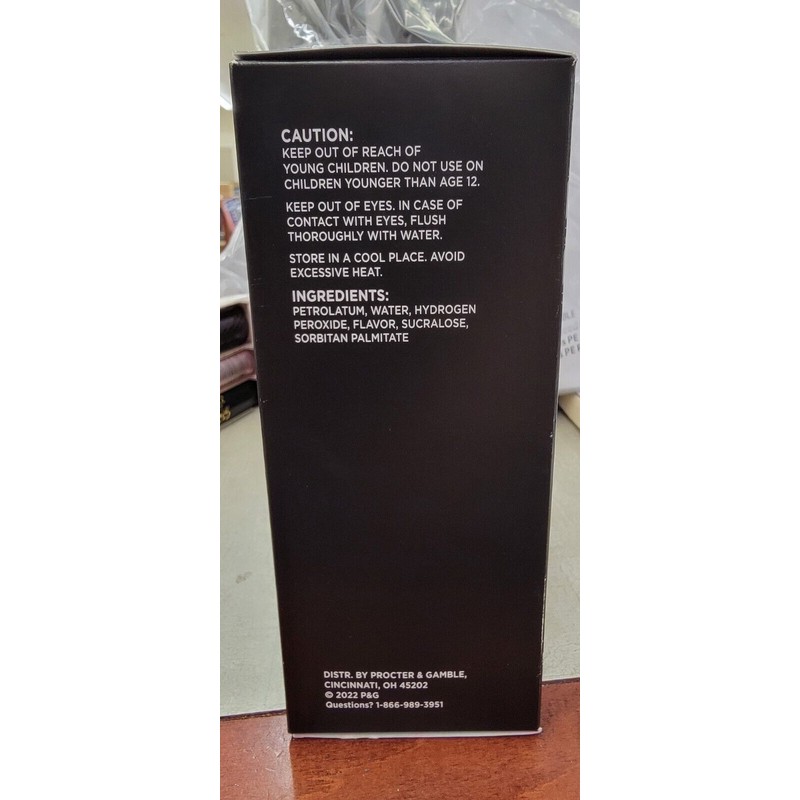 CAUTION:
KEEP OUT OF REACH OF
YOUNG CHILDREN. DO NOT USE ON
CHILDREN YOUNGER THAN AGE 12.
KEEP OUT OF EYES. IN CASE OF
CONTACT WITH EYES, FLUSH
THOROUGHLY WITH WATER.
STORE IN A COOL PLACE. AVOID
EXCESSIVE HEAT.
INGREDIENTS:
PETROLATUM, WATER, HYDROGEN
PEROXIDE, FLAVOR, SUCRALOSE,
SORBITAN PALMITATE
DISTR. BY PROCTER & GAMBLE,
CINCINNATI, OH 45202
© 2022 P&G
Questions? 1-866-989-3951